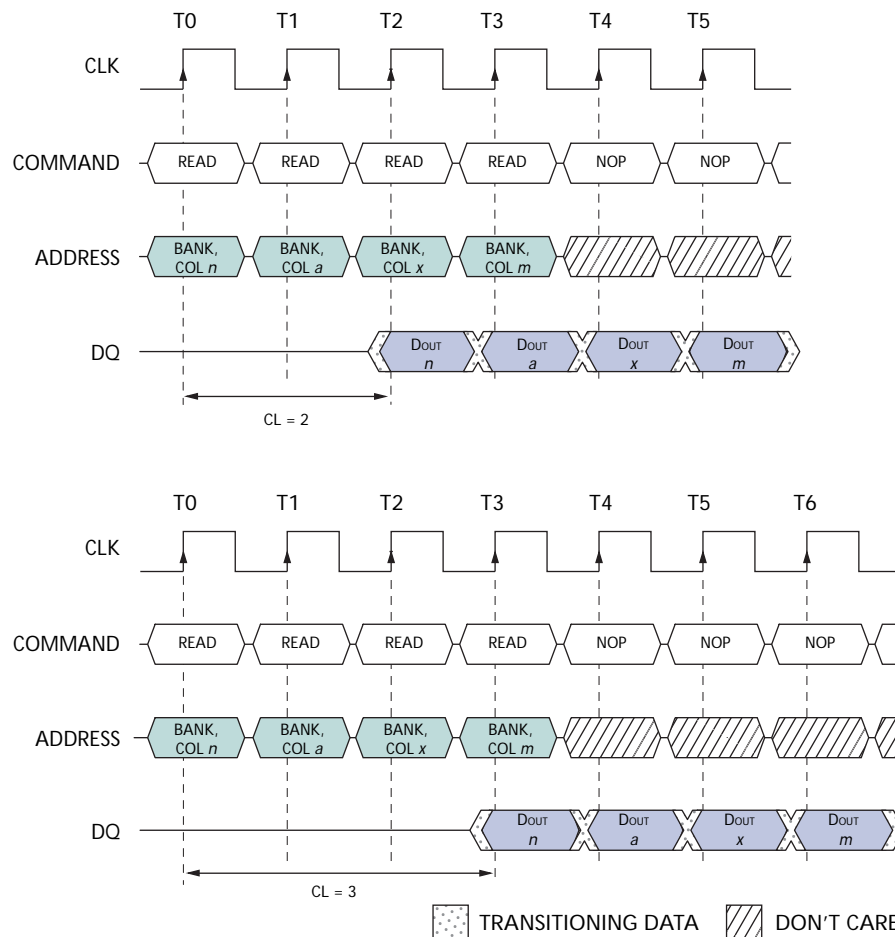 T0 T1 T2 T3 T4 T5
CLK
COMMAND READ READ READ READ NOP NOP
ADDRESS BANK, COL n BANK, COL a BANK, COL x BANK, COL m
DQ DOUT n DOUT a DOUT x DOUT m
CL = 2
T0 T1 T2 T3 T4 T5 T6
CLK
COMMAND READ READ READ READ NOP NOP NOP
ADDRESS BANK, COL n BANK, COL a BANK, COL x BANK, COL m
DQ DOUT n DOUT a DOUT x DOUT m
CL = 3
TRANSITIONING DATA DON'T CARE